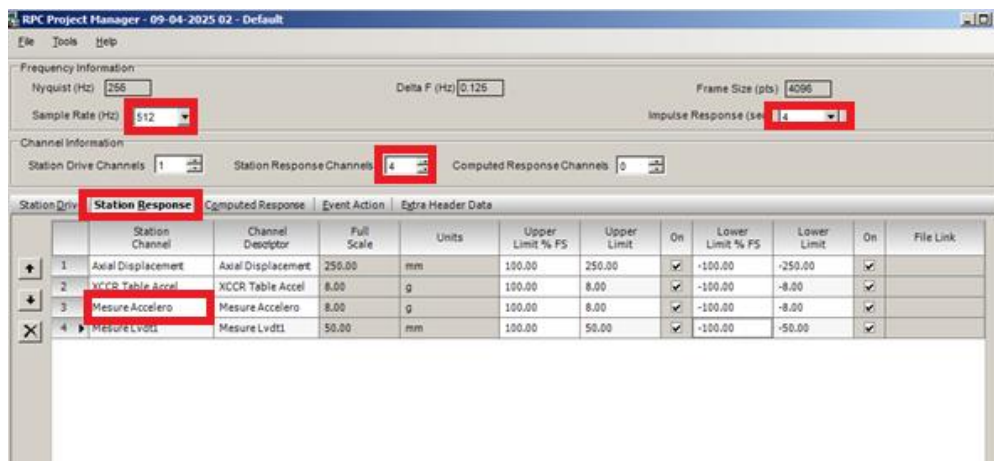 RPC Project Manager - 09-04-2025 02 - Default
File Tools Help
Frequency Information
Nyquist (Hz) 256 Delta F (Hz) 0.125 Frame Size (pts) 4096
Sample Rate (Hz) 512 Impulse Response (sec 4
Channel Information
Station Drive Channels 1 Station Response Channels 4 Computed Response Channels 0
Station Driv Station Response Computed Response Event Action Extra Header Data
Station Channel Channel Descriptor Full Scale Units Upper Limit % FS Upper Limit On Lower Limit % FS Lower Limit On File Link
1 Axial Displacement Axial Displacement 250.00 mm 100.00 250.00 -100.00 -250.00
2 XCCR Table Accel XCCR Table Accel 8.00 g 100.00 8.00 -100.00 -8.00
3 Mesure Accelero Mesure Accelero 8.00 g 100.00 8.00 -100.00 -8.00
4 Mesure Lvdt1 Mesure Lvdt1 50.00 mm 100.00 50.00 -100.00 -50.00